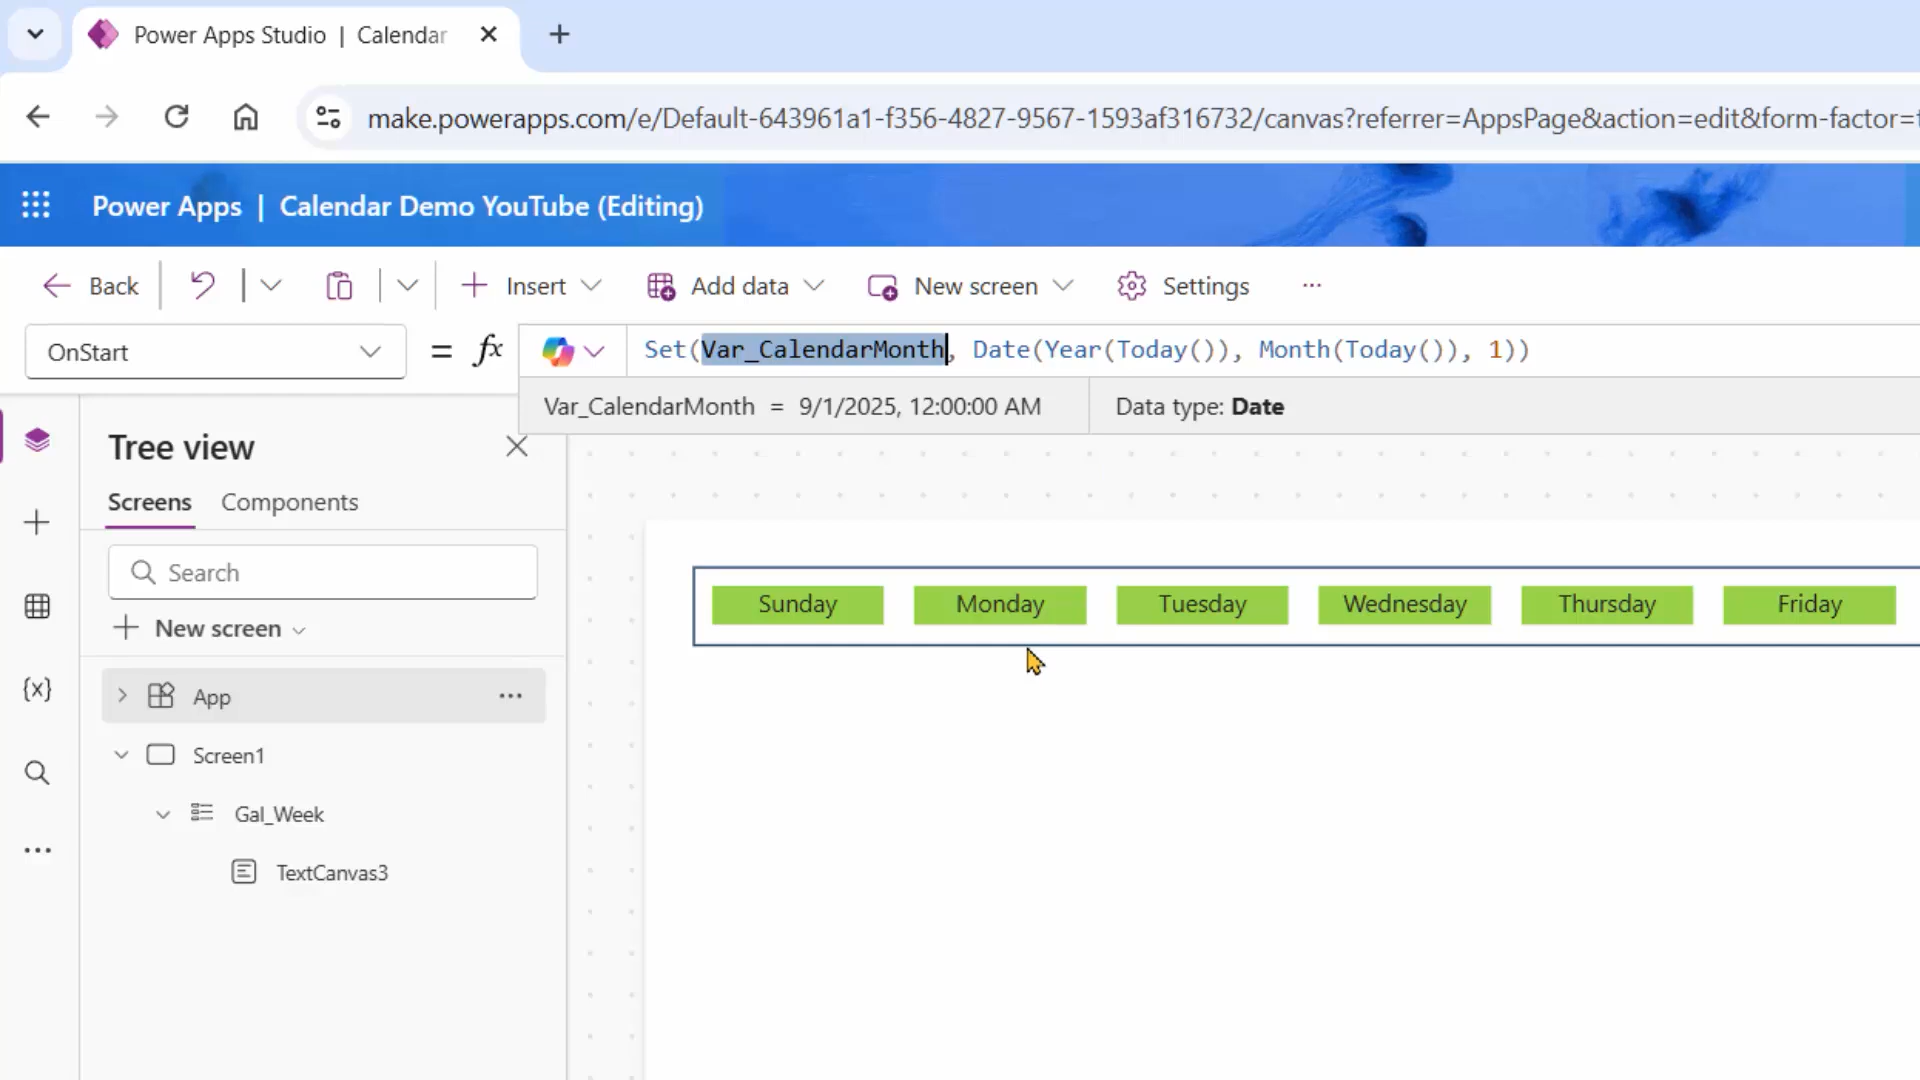 Power Apps Studio | Calendar
make.powerapps.com/e/Default-643961a1-f356-4827-9567-1593af316732/canvas?referrer=AppsPage&action=edit&form-factor=t
Power Apps | Calendar Demo YouTube (Editing)
Back Insert Add data New screen Settings ...
OnStart = fx Set(Var_CalendarMonth, Date(Year(Today()), Month(Today()), 1))
Var_CalendarMonth = 9/1/2025, 12:00:00 AM Data type: Date
Tree view
Screens Components
Search
New screen
App
Screen1
Gal_Week
TextCanvas3
Sunday Monday Tuesday Wednesday Thursday Friday